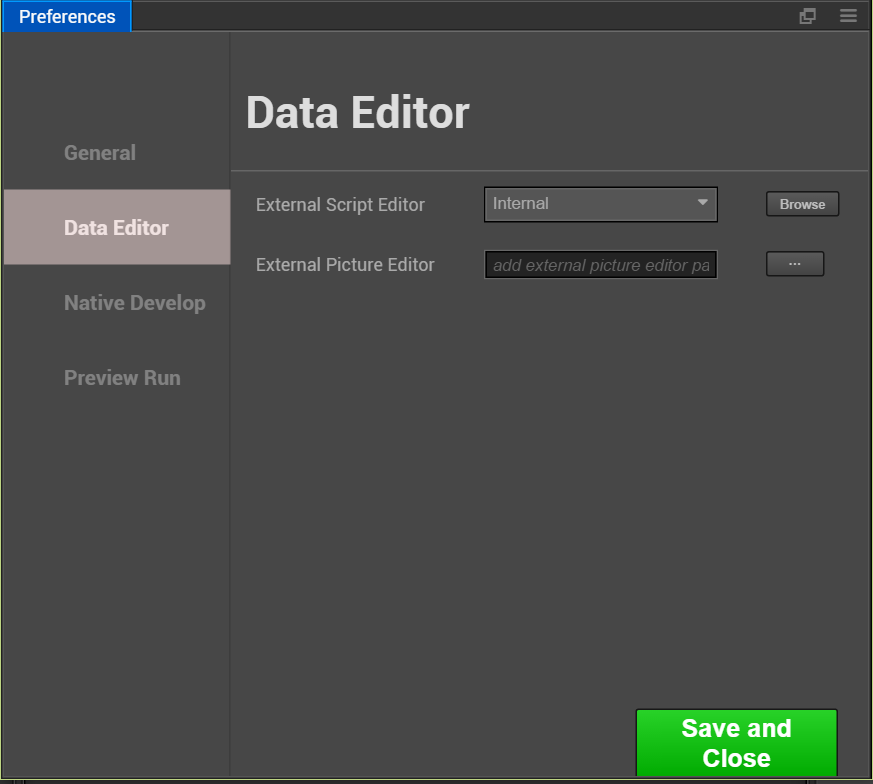 Preferences
Data Editor
General
Data Editor
Native Develop
Preview Run
External Script Editor Internal Browse
External Picture Editor add external picture editor pa ...
Save and
Close